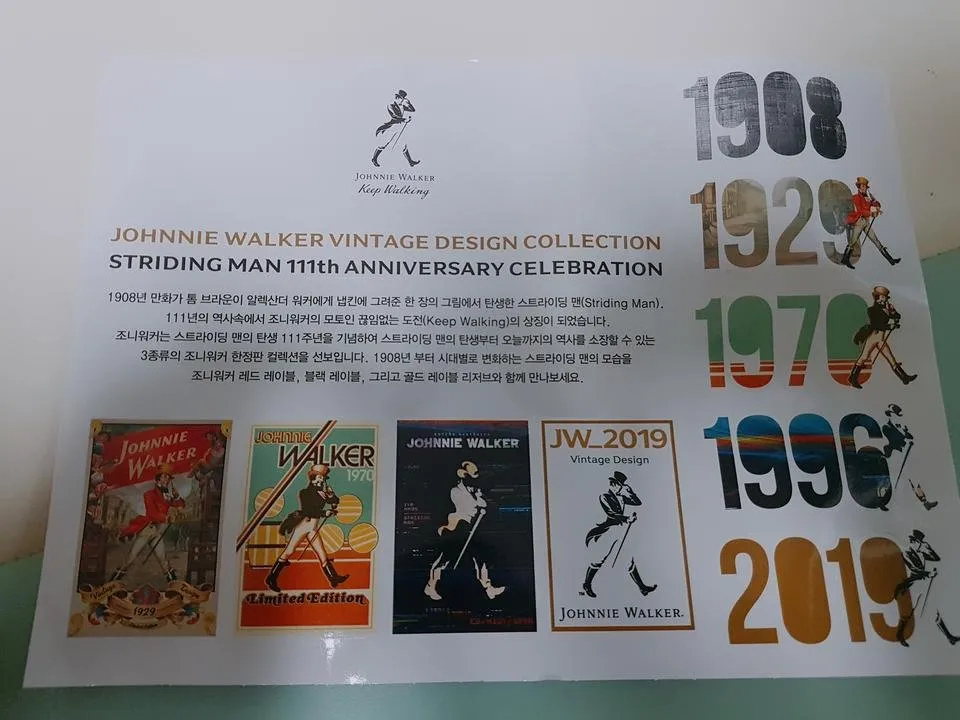 JOHNNIE WALKER
Keep Walking
JOHNNIE WALKER VINTAGE DESIGN COLLECTION
STRIDING MAN 111th ANNIVERSARY CELEBRATION
1908년 만화가 톰 브라운이 알렉산더 워커에게 냅킨에 그려준 한 장의 그림에서 탄생한 스트라이딩 맨(Striding Man).
111년의 역사속에서 조니워커의 모토인 끊임없는 도전(Keep Walking)의 상징이 되었습니다.
조니워커는 스트라이딩 맨의 탄생 111주년을 기념하여 스트라이딩 맨의 탄생부터 오늘까지의 역사를 소장할 수 있는
3종류의 조니워커 한정판 컬렉션을 선보입니다. 1908년 부터 시대별로 변화하는 스트라이딩 맨의 모습을
조니워커 레드 레이블, 블랙 레이블, 그리고 골드 레이블 리저브와 함께 만나보세요.
JOHNNIE
WALKER
Vintage
Design
1929
JOHNNIE
WALKER
1970
Limited Edition
JOHNNIE WALKER
JW_2019
Vintage Design
JOHNNIE WALKER.
1908
1929
1970
1996
2019